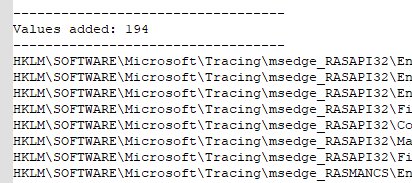 ----------------------------------
Values added: 194
----------------------------------
HKLM\SOFTWARE\Microsoft\Tracing\msedge_RASAPI32\En
HKLM\SOFTWARE\Microsoft\Tracing\msedge_RASAPI32\En
HKLM\SOFTWARE\Microsoft\Tracing\msedge_RASAPI32\En
HKLM\SOFTWARE\Microsoft\Tracing\msedge_RASAPI32\Fi
HKLM\SOFTWARE\Microsoft\Tracing\msedge_RASAPI32\Co
HKLM\SOFTWARE\Microsoft\Tracing\msedge_RASAPI32\Ma
HKLM\SOFTWARE\Microsoft\Tracing\msedge_RASAPI32\Fi
HKLM\SOFTWARE\Microsoft\Tracing\msedge_RASMANCS\En